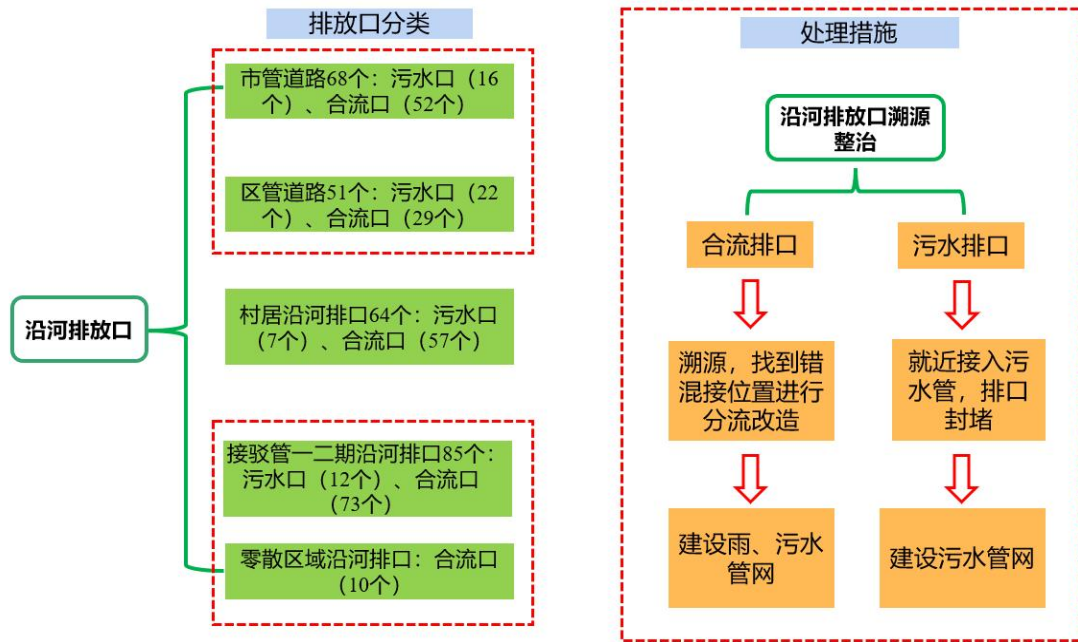 排放口分类
市管道路68个：污水口（16
个）、合流口（52个）
区管道路51个：污水口（22
个）、合流口（29个）
沿河排放口
村居沿河排口64个：污水口
（7个）、合流口（57个）
接驳管一二期沿河排口85个：
污水口（12个）、合流口
（73个）
零散区域沿河排口：合流口
（10个）
处理措施
沿河排放口溯源
整治
合流排口
污水排口
溯源，找到错
混接位置进行
分流改造
就近接入污
水管，排口
封堵
建设雨、污水
管网
建设污水管网